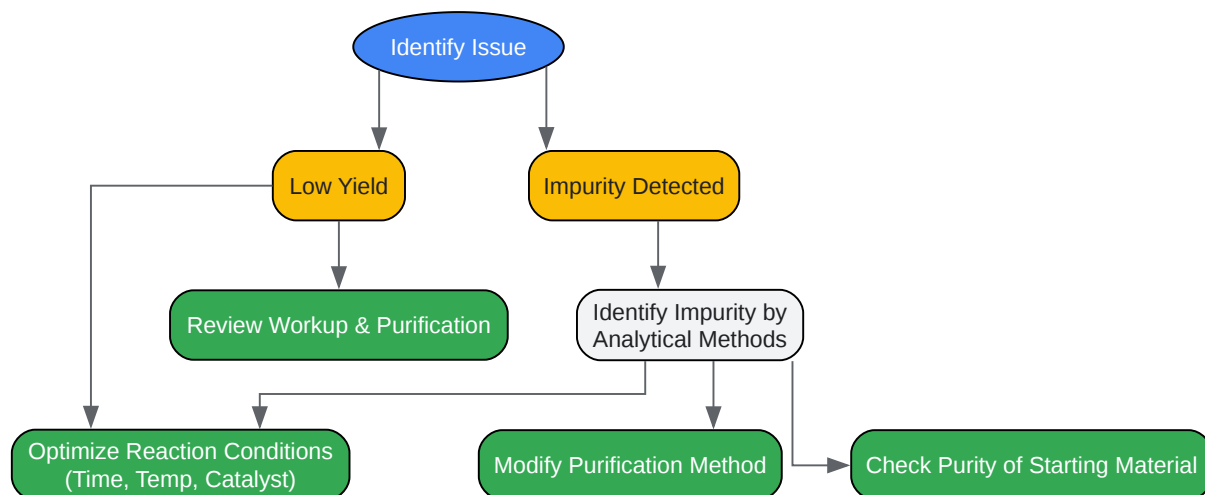 Identify Issue
Low Yield
Impurity Detected
Review Workup & Purification
Identify Impurity by
Analytical Methods
Optimize Reaction Conditions
(Time, Temp, Catalyst)
Modify Purification Method
Check Purity of Starting Material